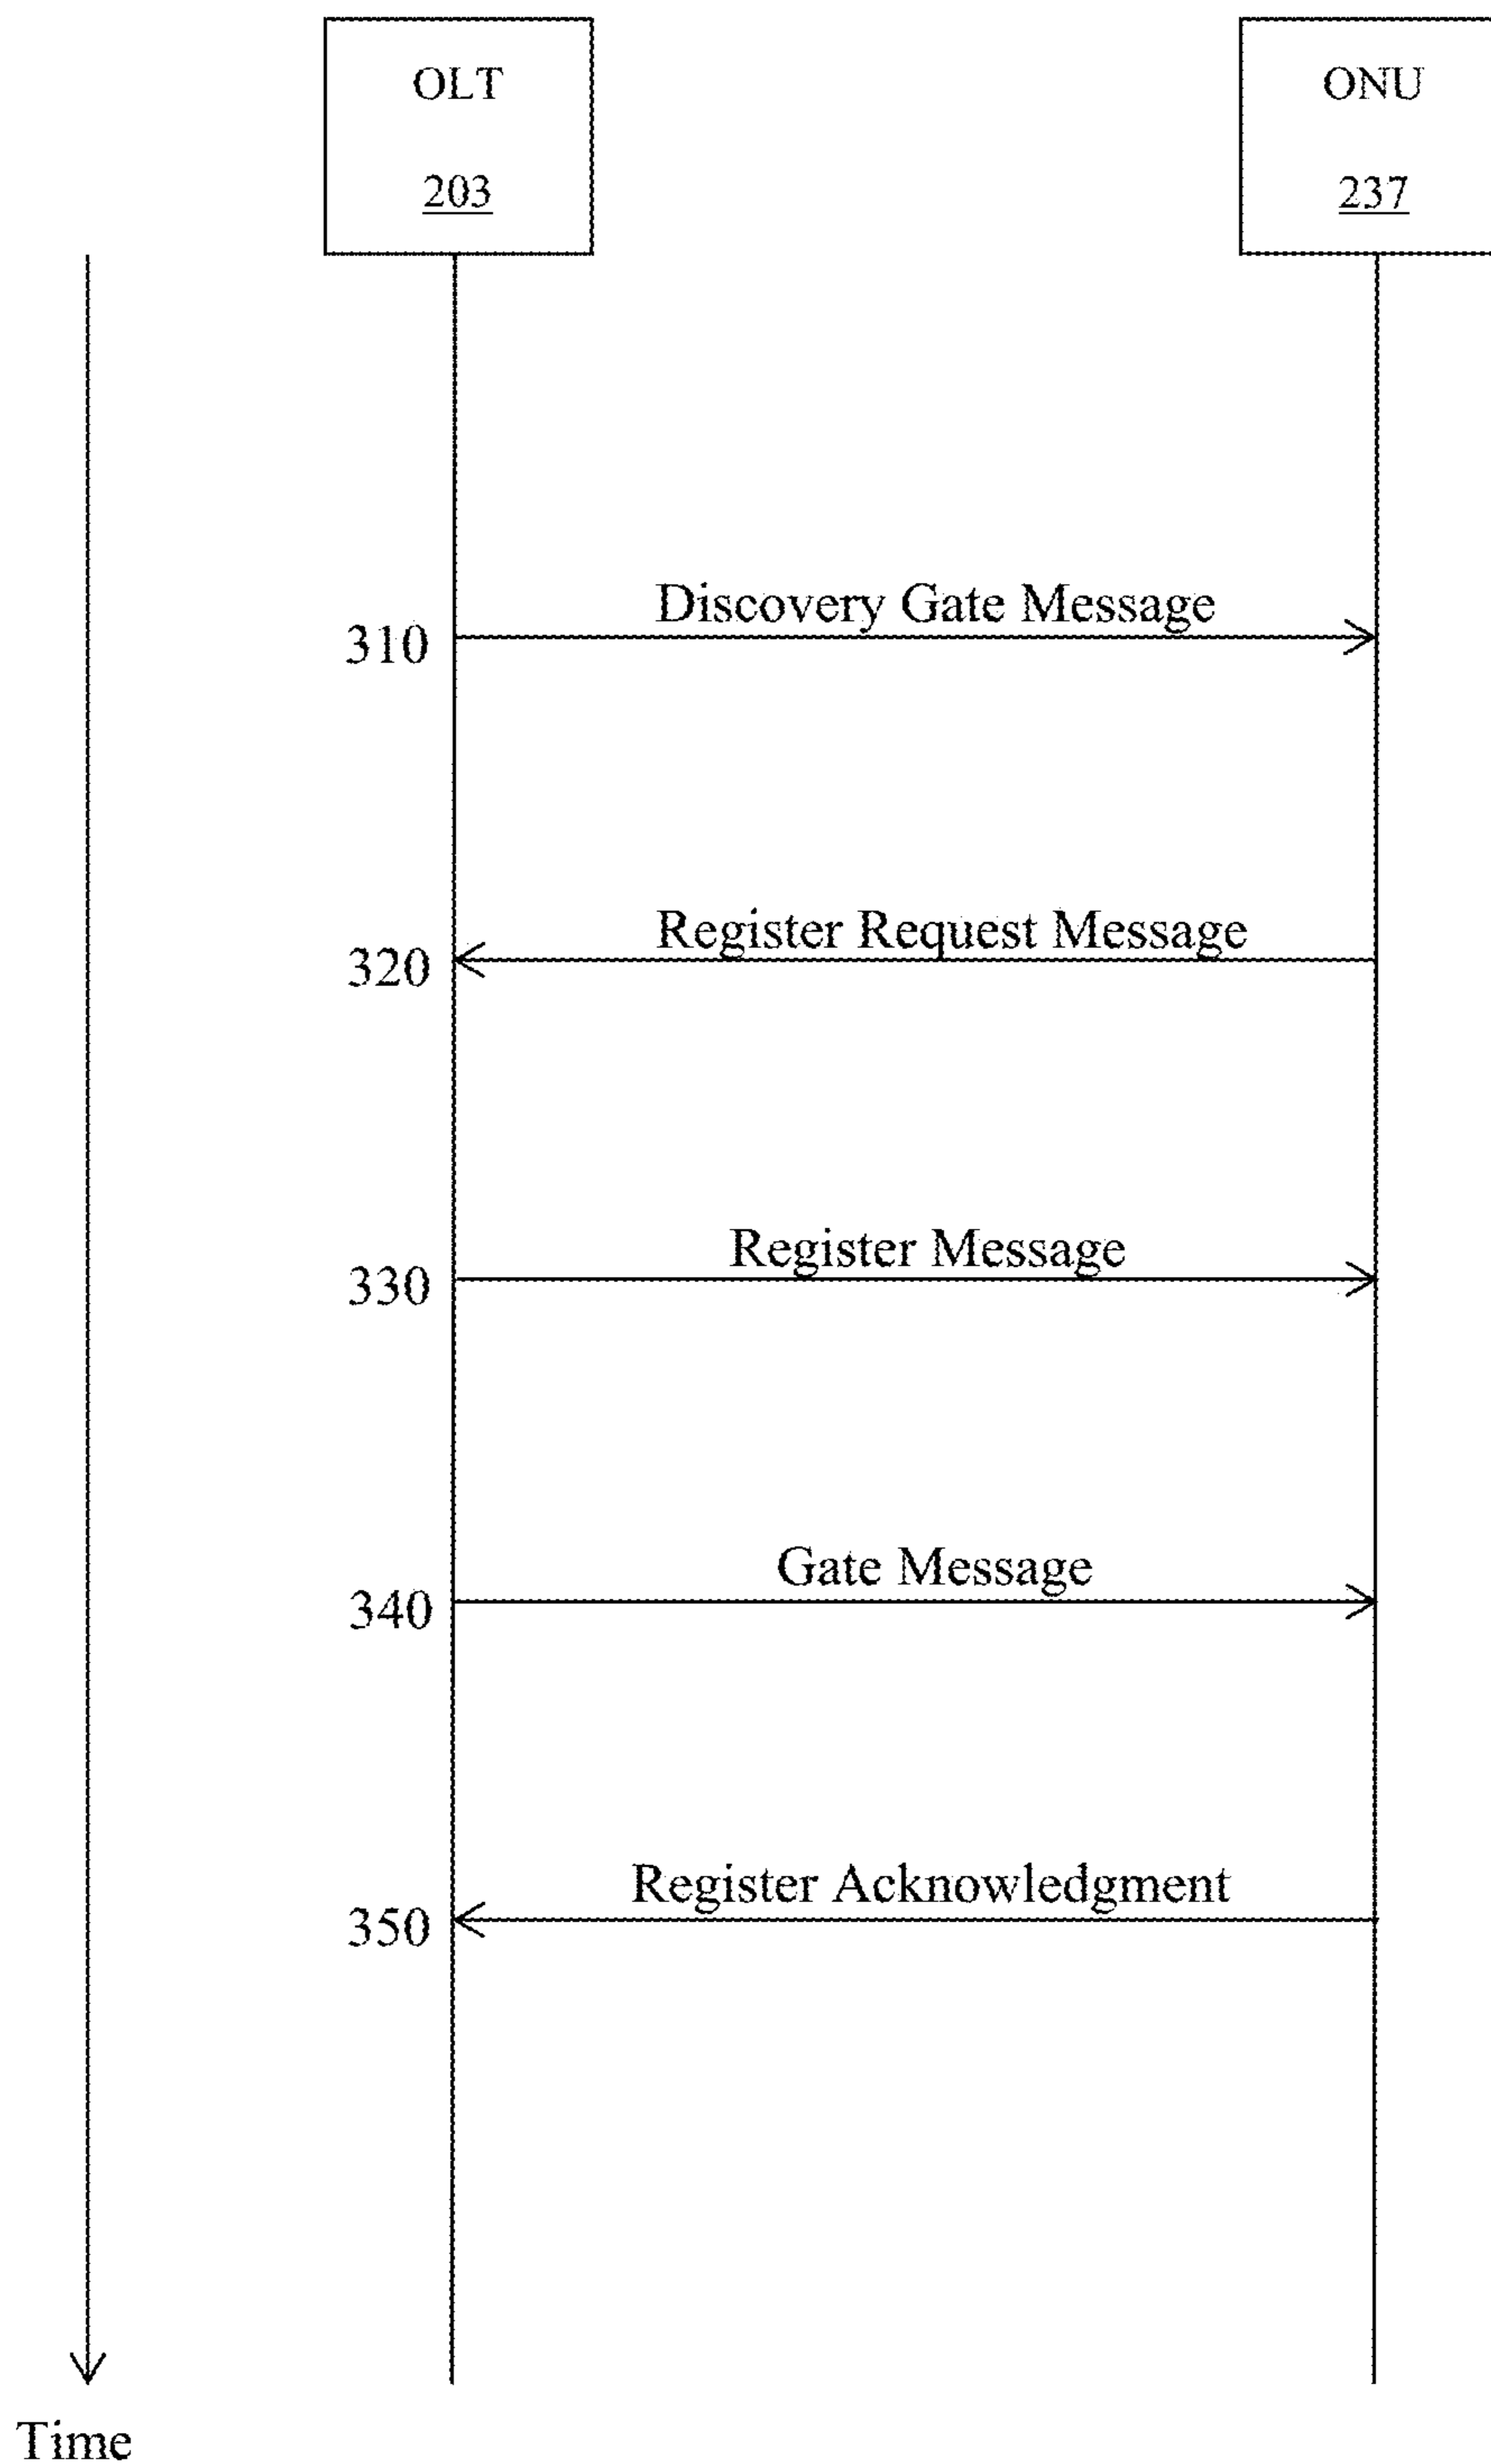 OLT
203
ONU
237
Discovery Gate Message
310
Register Request Message
320
Register Message
330
Gate Message
340
Register Acknowledgment
350
Time